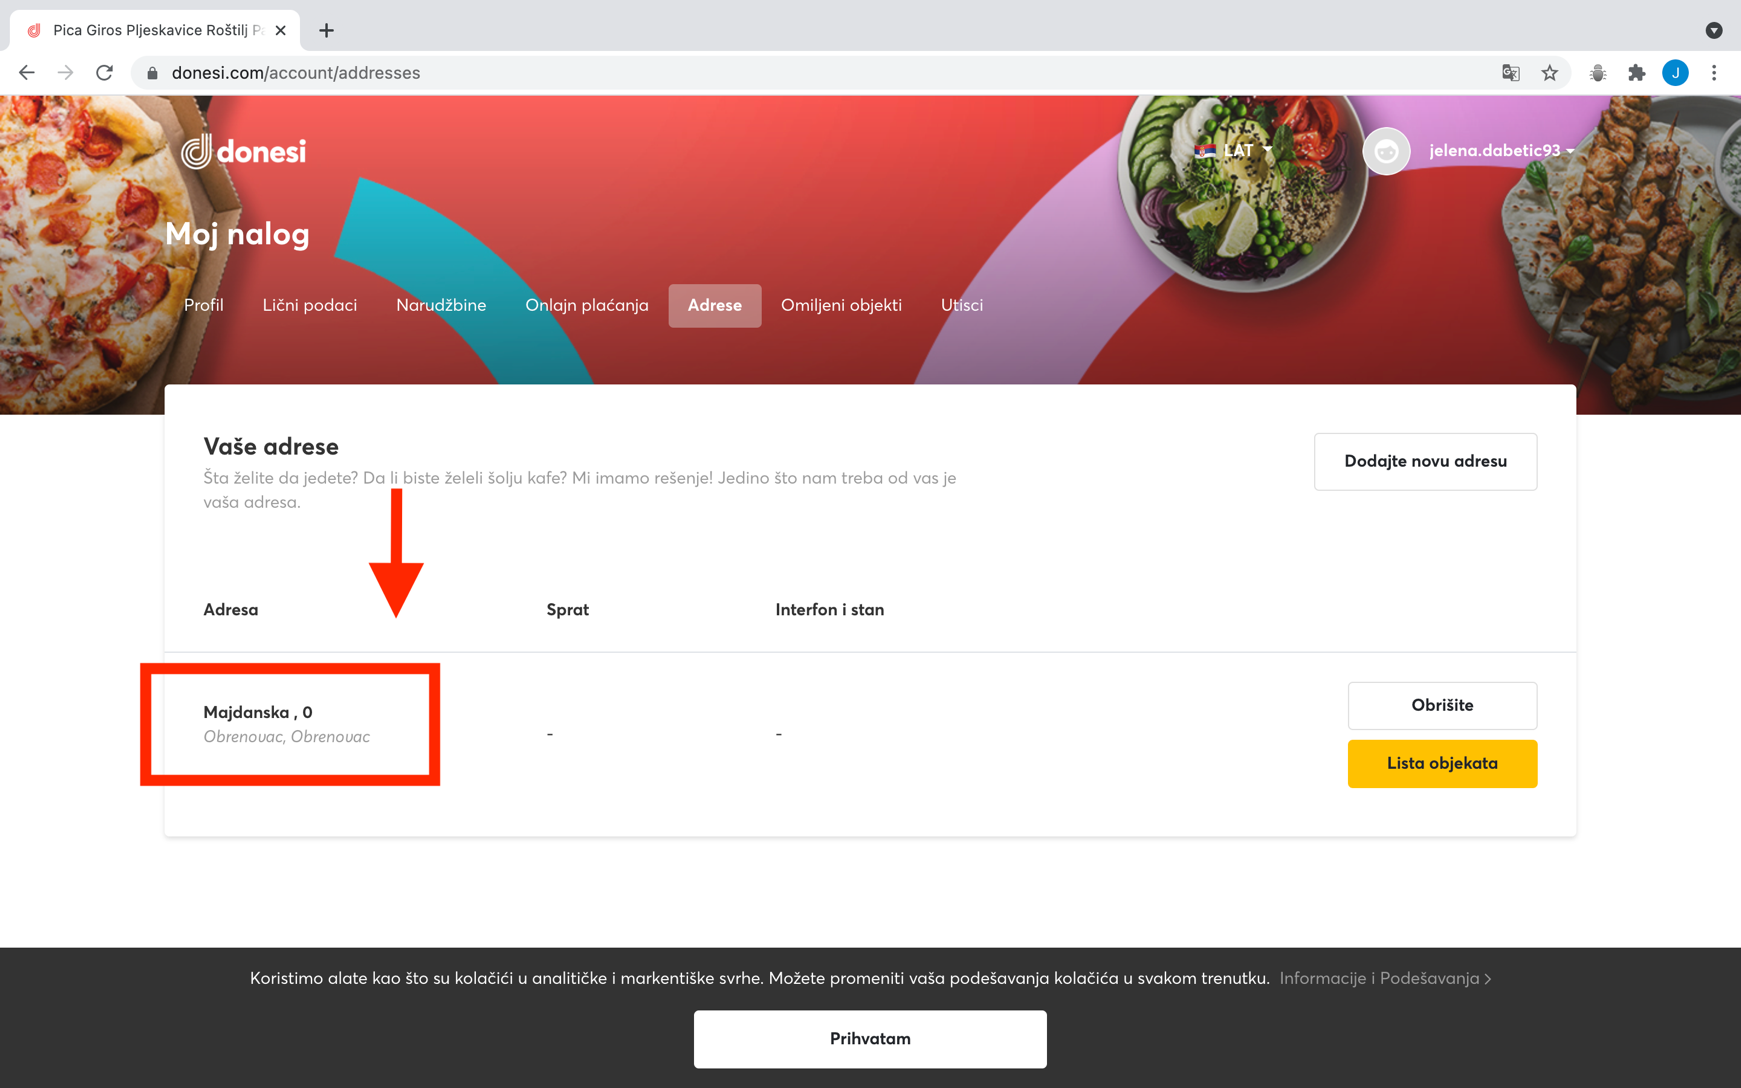 Pica Giros Pljeskavice Roštilj P
donesi.com/account/addresses
J
donesi
LAT
jelena.dabetic93
Moj nalog
Profil
Lični podaci
Narudžbine
Onlajn plaćanja
Adrese
Omiljeni objekti
Utisci
Vaše adrese
Šta želite da jedete? Da li biste želeli šolju kafe? Mi imamo rešenje! Jedino što nam treba od vas je
vaša adresa.
Dodajte novu adresu
Adresa
Sprat
Interfon i stan
Majdanska , 0
Obrenovac, Obrenovac
-
-
Obrišite
Lista objekata
Koristimo alate kao što su kolačići u analitičke i markentiške svrhe. Možete promeniti vaša podešavanja kolačića u svakom trenutku. Informacije i Podešavanja >
Prihvatam